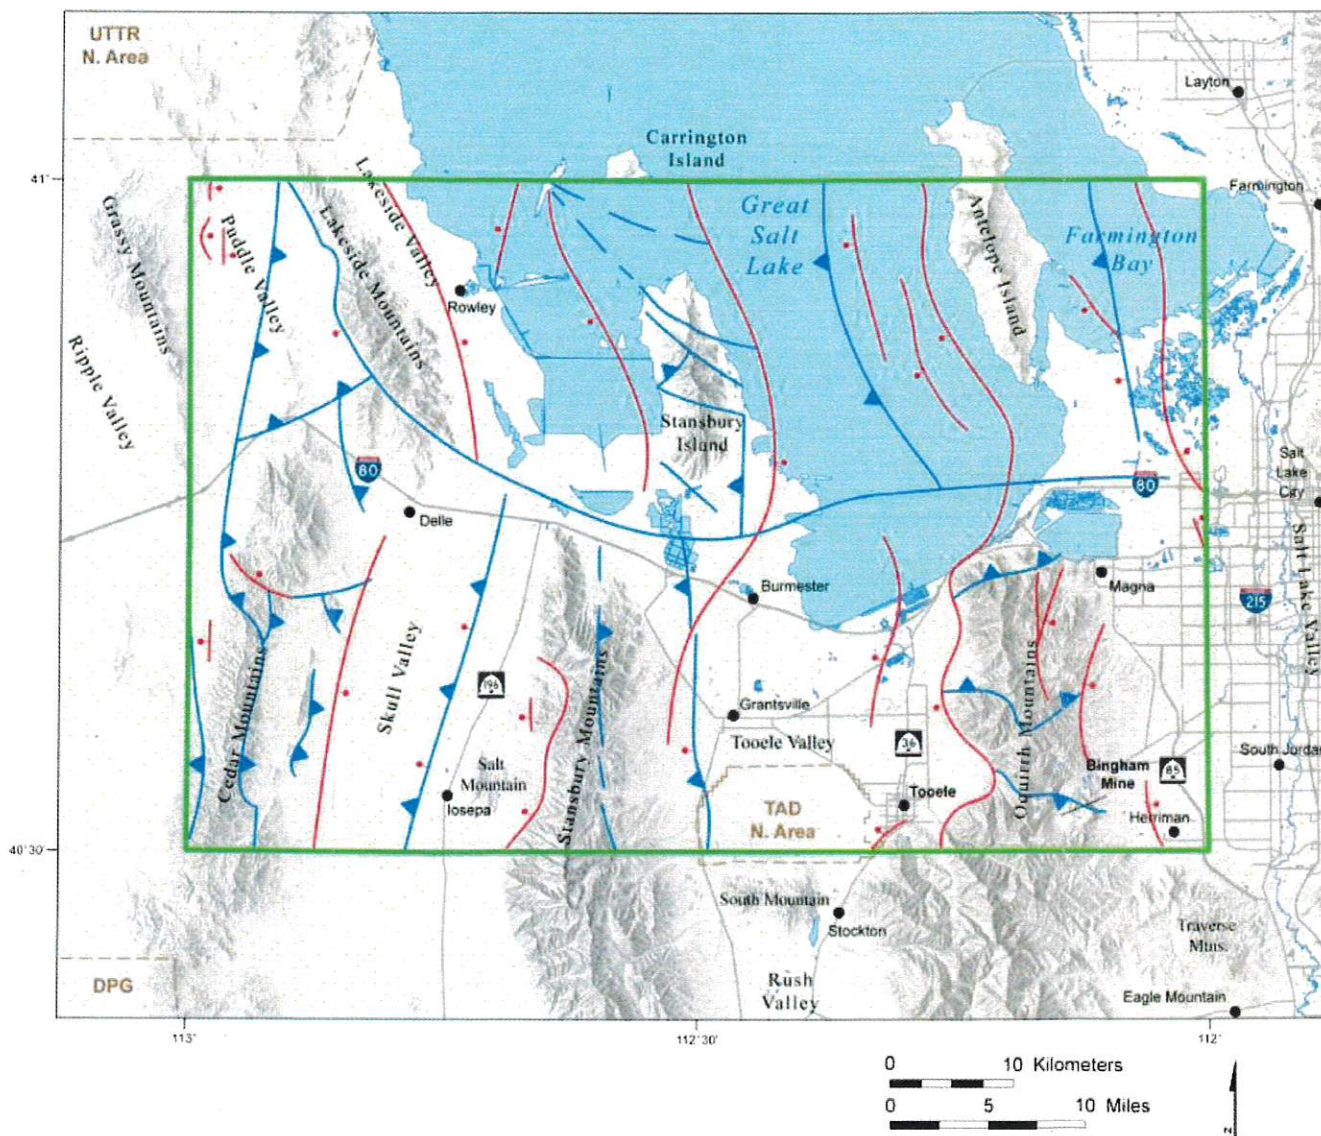 UTTR
N. Area
Layton
Carrington
Island
41°
Farmington
Grassy Mountains
Puddle Valley
Lakeside Mountains
Lakeside Valley
Great
Salt
Lake
Antelope Island
Farmington
Bay
Rowley
Ripple Valley
Stansbury
Island
Salt
Lake
City
80
80
Delle
Salt Lake Valley
Burmester
Magna
215
Cedar Mountains
Skull Valley
196
Stansbury Mountains
Grantsville
Tooele Valley
36
Oquirrh Mountains
South Jordan
Salt
Mountain
Bingham
Mine
85
Iosepa
TAD
N. Area
Tooele
Herriman
40°30'
South Mountain
Stockton
Traverse
Mtns.
DPG
Rush
Valley
Eagle Mountain
113°
112°30'
112°
0 10 Kilometers
0 5 10 Miles
N